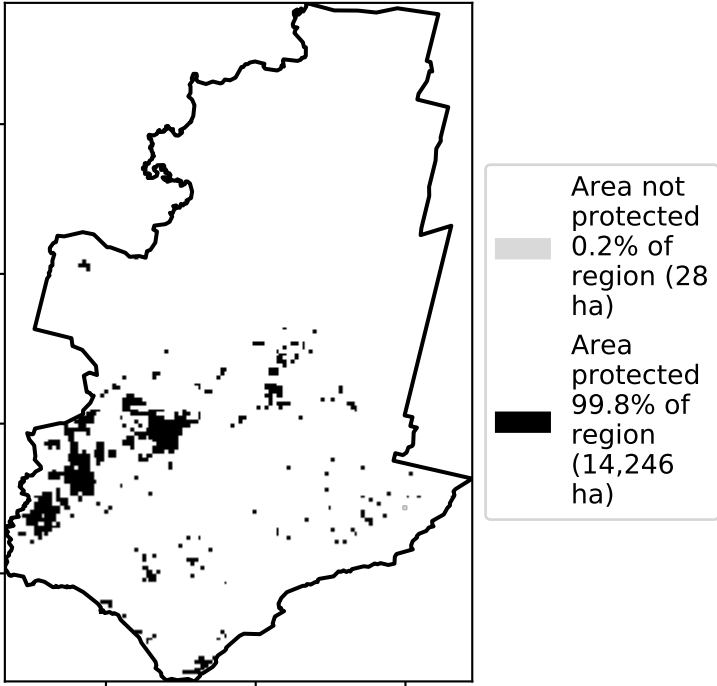 Area not
protected
0.2% of
region (28
ha)
Area
protected
99.8% of
region
(14,246
ha)